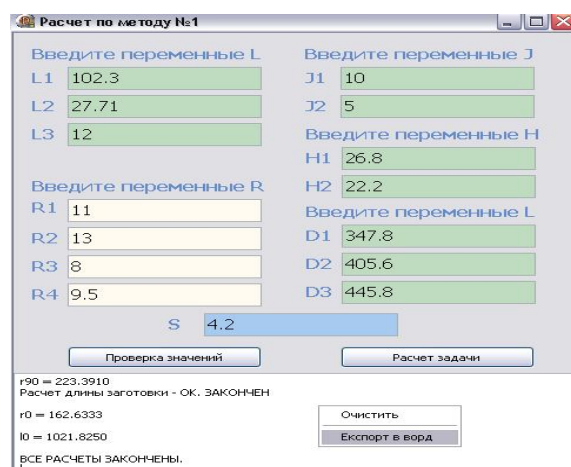 Расчет по методу №1
Введите переменные L
L1 102.3
L2 27.71
L3 12
Введите переменные R
R1 11
R2 13
R3 8
R4 9.5
Введите переменные J
J1 10
J2 5
Введите переменные H
H1 26.8
H2 22.2
Введите переменные L
D1 347.8
D2 405.6
D3 445.8
S 4.2
Проверка значений
Расчет задачи
r90 = 223.3910
Расчет длины заготовки - ОК. ЗАКОНЧЕН
r0 = 162.6333
l0 = 1021.8250
ВСЕ РАСЧЕТЫ ЗАКОНЧЕНЫ.
Очистить
Експорт в ворд